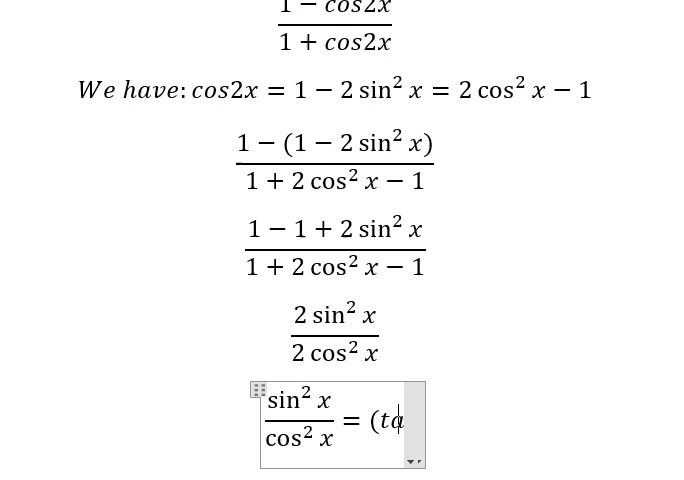 1 − cos2x
1 + cos2x
We have: cos2x = 1 − 2 sin² x = 2 cos² x − 1
1 − (1 − 2 sin² x)
1 + 2 cos² x − 1
1 − 1 + 2 sin² x
1 + 2 cos² x − 1
2 sin² x
2 cos² x
sin² x
cos² x = (ta